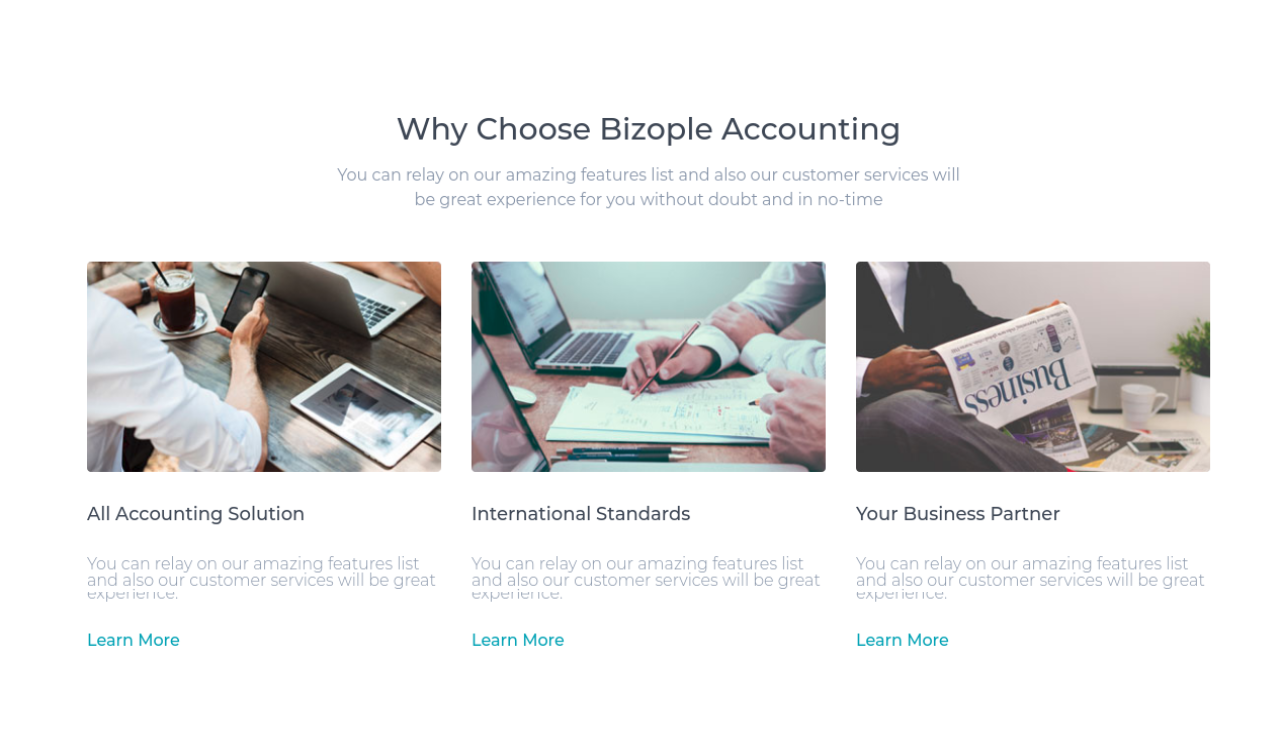 Why Choose Bizople Accounting
You can relay on our amazing features list and also our customer services will
be great experience for you without doubt and in no-time
Business
All Accounting Solution
You can relay on our amazing features list
and also our customer services will be great
experience.
Learn More
International Standards
You can relay on our amazing features list
and also our customer services will be great
experience.
Learn More
Your Business Partner
You can relay on our amazing features list
and also our customer services will be great
experience.
Learn More